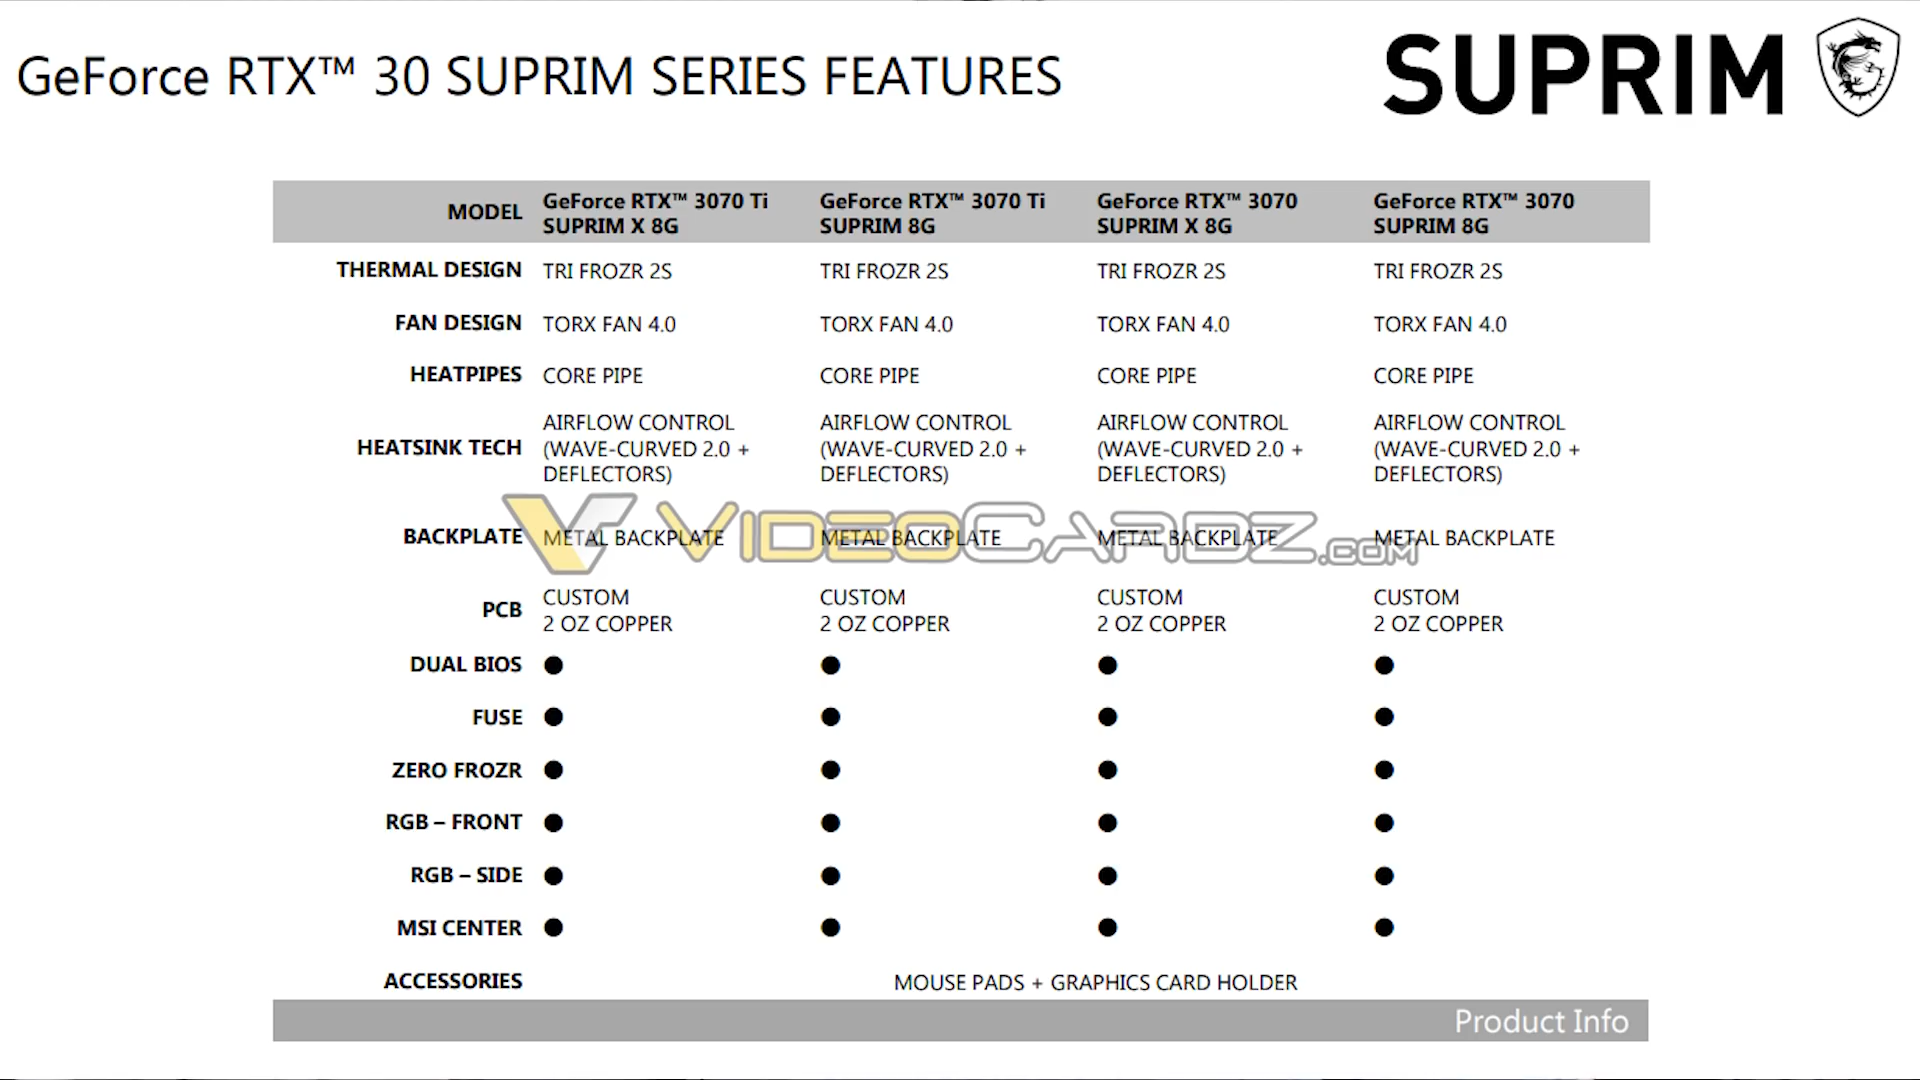 GeForce RTX™ 30 SUPRIM SERIES FEATURES
SUPRIM
MODEL GeForce RTX™ 3070 Ti SUPRIM X 8G GeForce RTX™ 3070 Ti SUPRIM 8G GeForce RTX™ 3070 SUPRIM X 8G GeForce RTX™ 3070 SUPRIM 8G
THERMAL DESIGN TRI FROZR 2S TRI FROZR 2S TRI FROZR 2S TRI FROZR 2S
FAN DESIGN TORX FAN 4.0 TORX FAN 4.0 TORX FAN 4.0 TORX FAN 4.0
HEATPIPES CORE PIPE CORE PIPE CORE PIPE CORE PIPE
HEATSINK TECH AIRFLOW CONTROL (WAVE-CURVED 2.0 + DEFLECTORS) AIRFLOW CONTROL (WAVE-CURVED 2.0 + DEFLECTORS) AIRFLOW CONTROL (WAVE-CURVED 2.0 + DEFLECTORS) AIRFLOW CONTROL (WAVE-CURVED 2.0 + DEFLECTORS)
BACKPLATE METAL BACKPLATE METAL BACKPLATE METAL BACKPLATE METAL BACKPLATE
VIDEOCARDZ.COM
PCB CUSTOM 2 OZ COPPER CUSTOM 2 OZ COPPER CUSTOM 2 OZ COPPER CUSTOM 2 OZ COPPER
DUAL BIOS ● ● ● ●
FUSE ● ● ● ●
ZERO FROZR ● ● ● ●
RGB – FRONT ● ● ● ●
RGB – SIDE ● ● ● ●
MSI CENTER ● ● ● ●
ACCESSORIES MOUSE PADS + GRAPHICS CARD HOLDER
Product Info